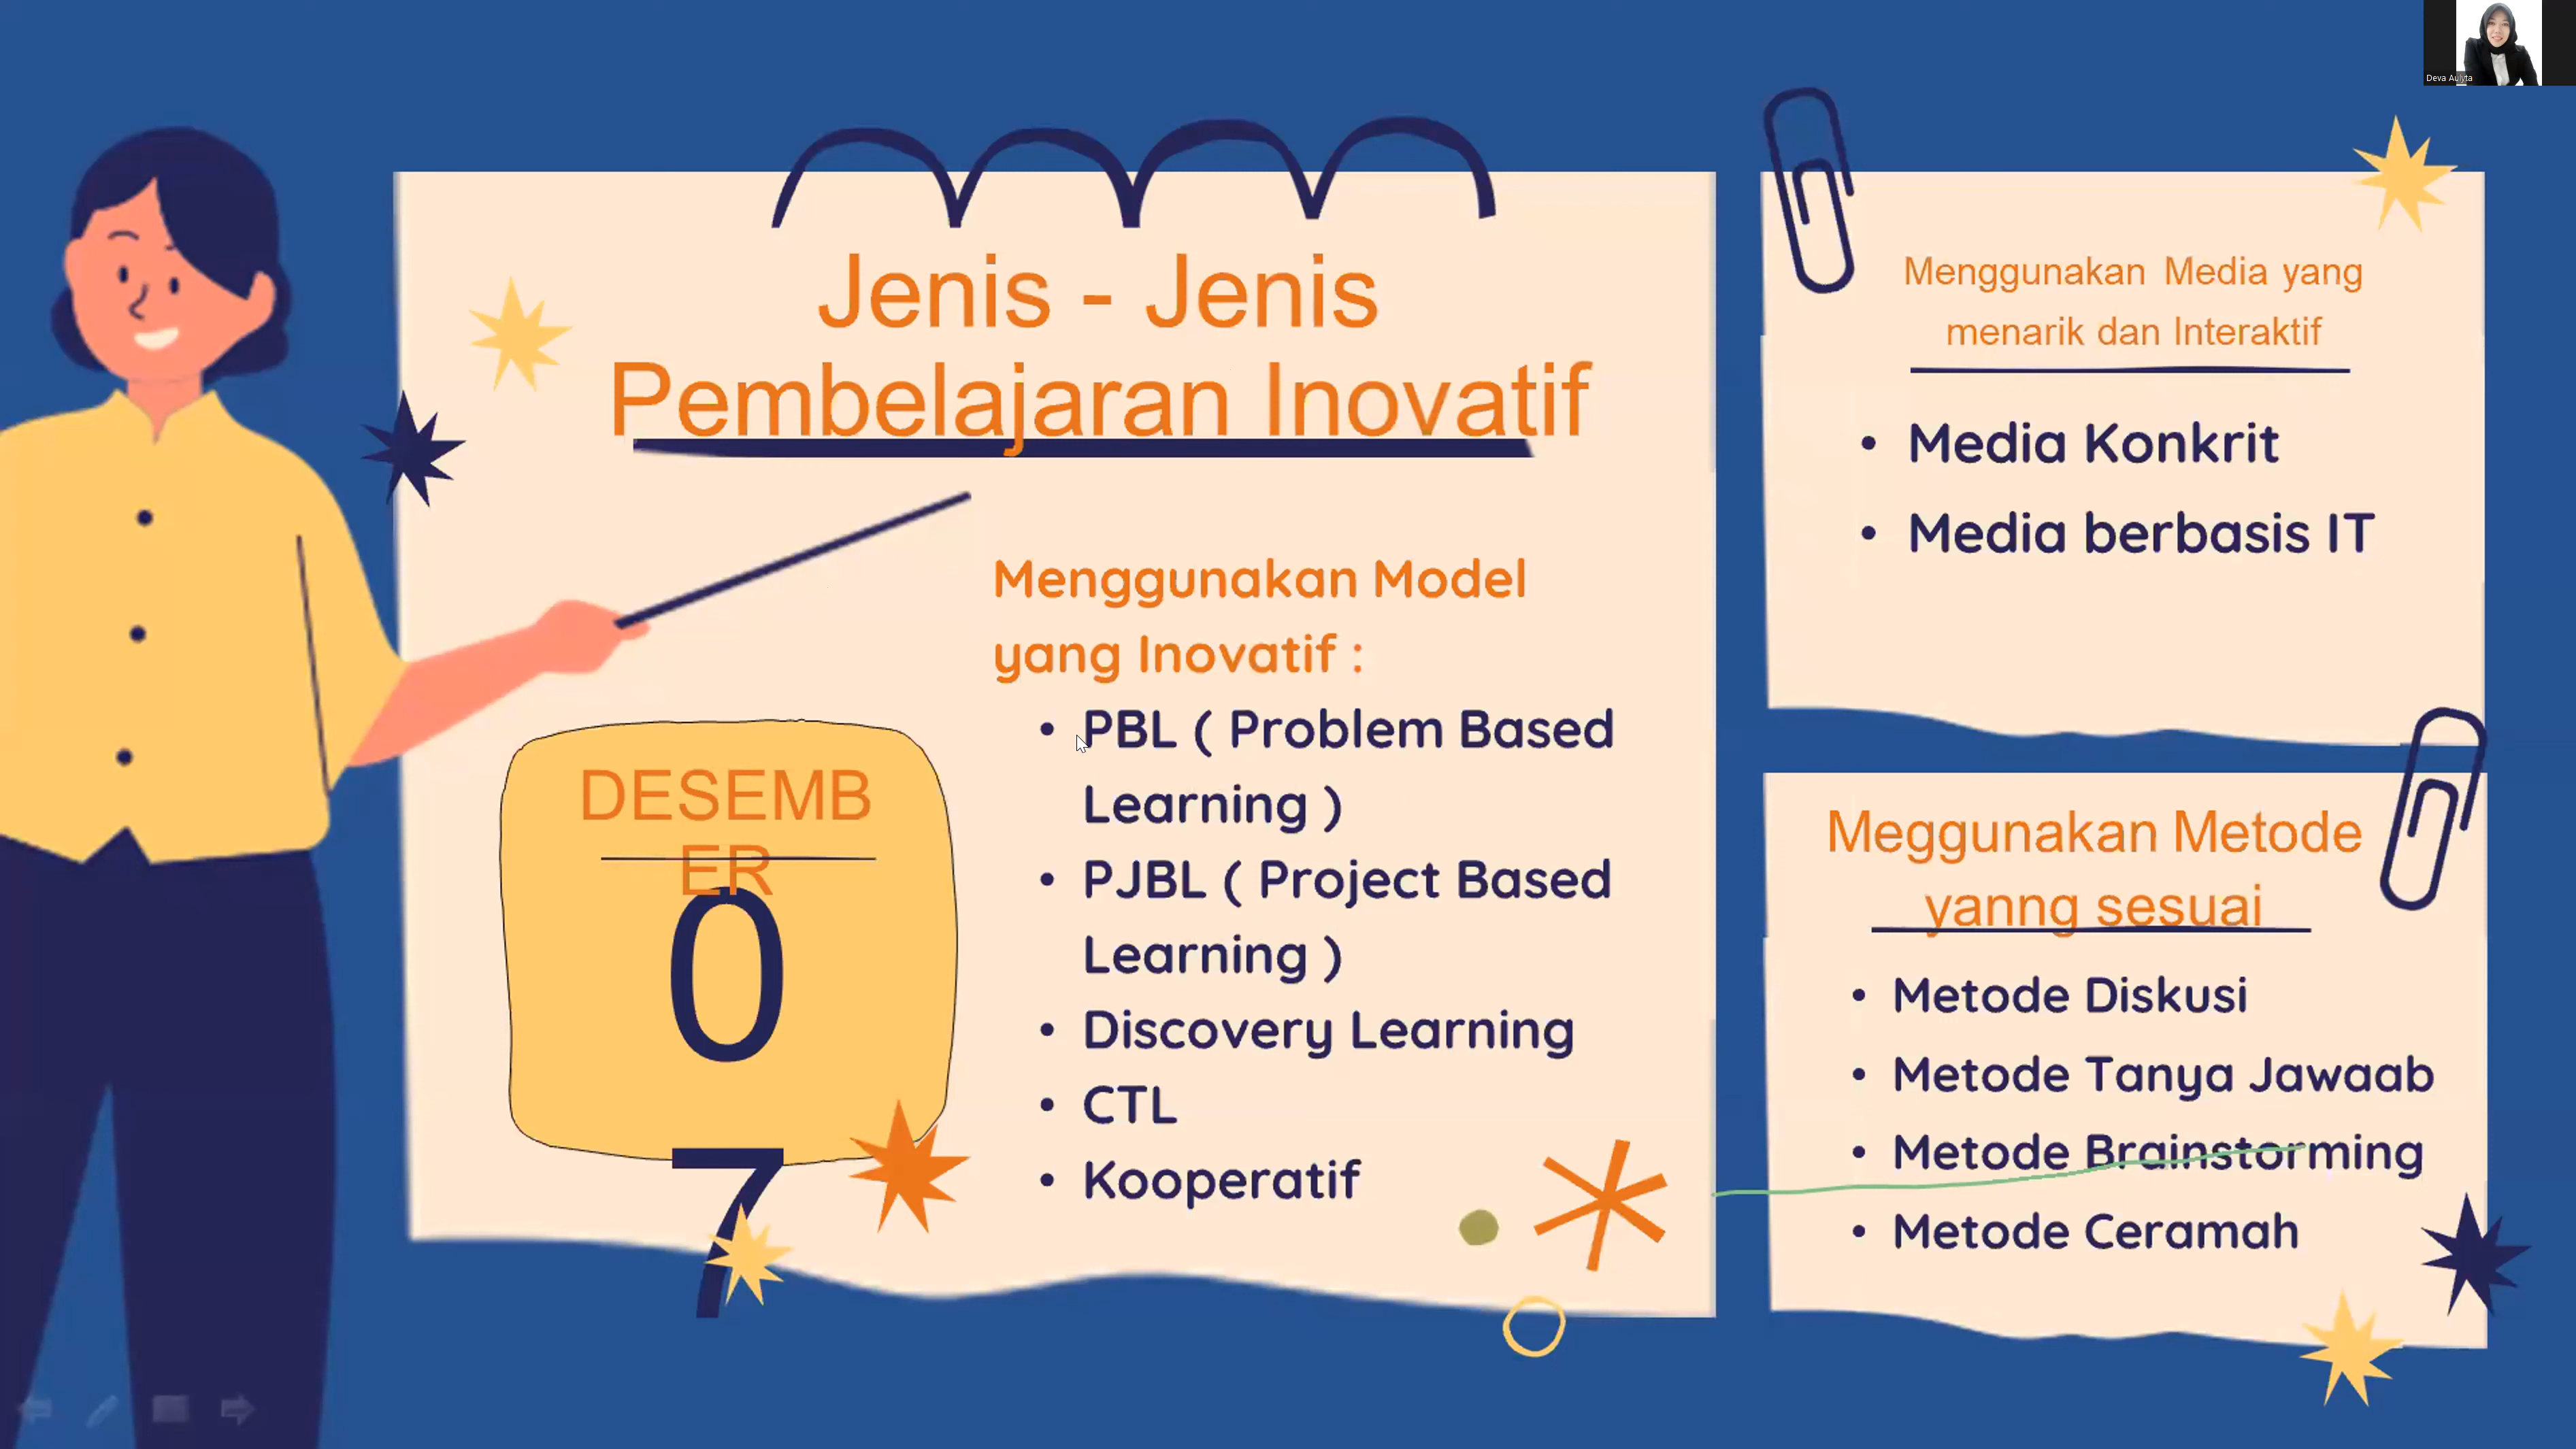 Deva Aulyta
Jenis - Jenis
Pembelajaran Inovatif
Menggunakan Model
yang Inovatif :
• PBL ( Problem Based
Learning )
• PJBL ( Project Based
Learning )
• Discovery Learning
• CTL
• Kooperatif
DESEMB
ER
0
7
Menggunakan Media yang
menarik dan Interaktif
• Media Konkrit
• Media berbasis IT
Meggunakan Metode
yanng sesuai
• Metode Diskusi
• Metode Tanya Jawaab
• Metode Brainstorming
• Metode Ceramah